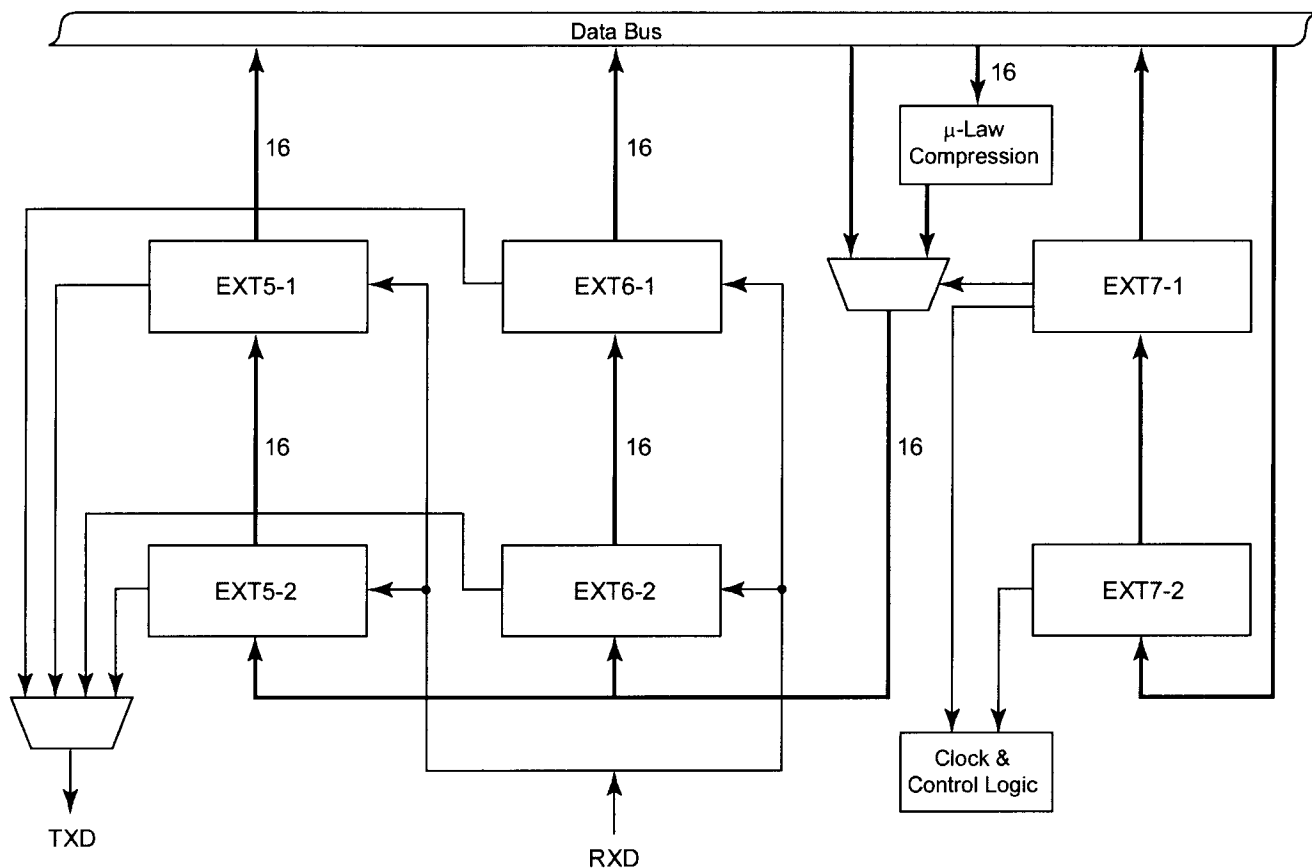 Data Bus
16
μ-Law
Compression
16
16
EXT5-1
EXT6-1
EXT7-1
16
16
16
EXT5-2
EXT6-2
EXT7-2
Clock &
Control Logic
TXD
RXD